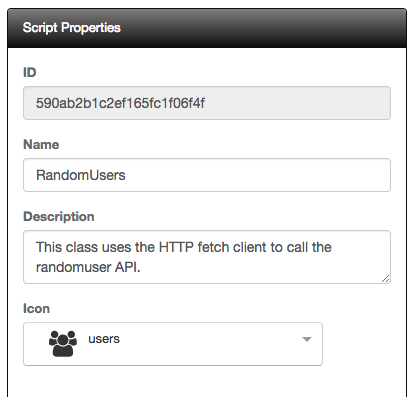 Script Properties
ID
590ab2b1c2ef165fc1f06f4f
Name
RandomUsers
Description
This class uses the HTTP fetch client to call the
randomuser API.
Icon
users